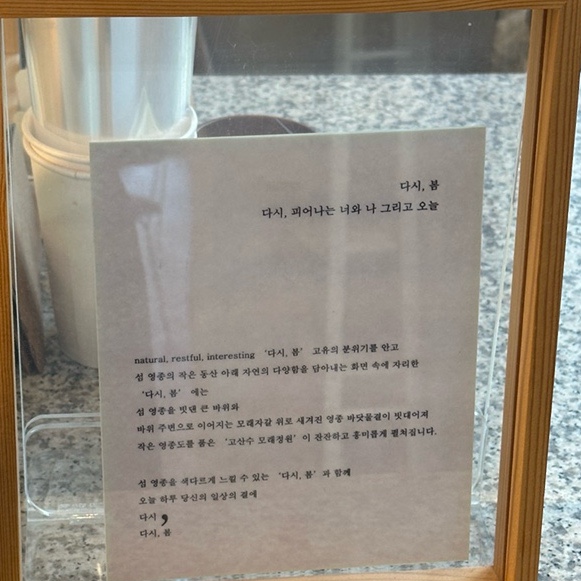 다시, 봄
다시, 피어나는 너와 나 그리고 오늘
natural, restful, interesting '다시, 봄' 고유의 분위기를 안고
섬 영종의 작은 동산 아래 자연의 다양함을 담아내는 화면 속에 자리한
'다시, 봄' 에는
섬 영종을 빗댄 큰 바위와
바위 주변으로 이어지는 모래자갈 위로 새겨진 영종 바닷물결이 빗대어져
작은 영종도를 품은 '고산수 모래정원'이 잔잔하고 흥미롭게 펼쳐집니다.
섬 영종을 색다르게 느낄 수 있는 '다시, 봄'과 함께
오늘 하루 당신의 일상의 결에
다시 ,
다시, 봄